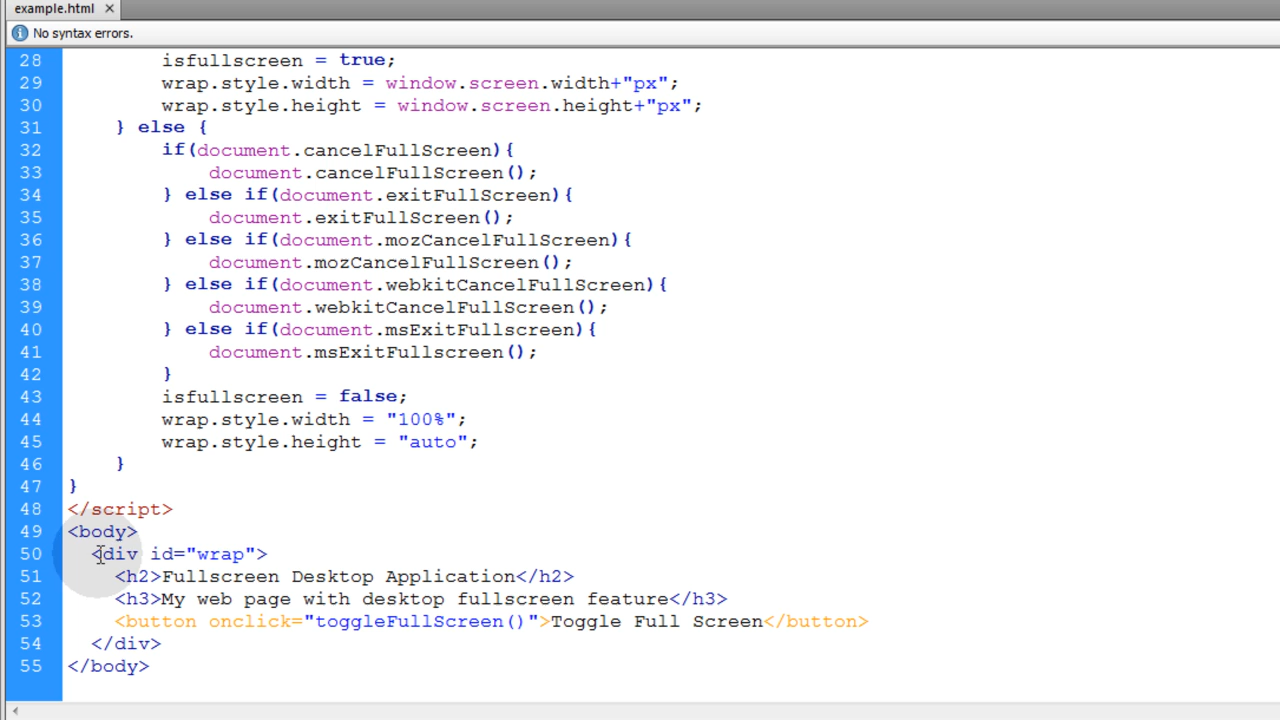 example.html ×
No syntax errors.
28 isfullscreen = true;
29 wrap.style.width = window.screen.width+"px";
30 wrap.style.height = window.screen.height+"px";
31 } else {
32 if(document.cancelFullScreen){
33 document.cancelFullScreen();
34 } else if(document.exitFullScreen){
35 document.exitFullScreen();
36 } else if(document.mozCancelFullScreen){
37 document.mozCancelFullScreen();
38 } else if(document.webkitCancelFullScreen){
39 document.webkitCancelFullScreen();
40 } else if(document.msExitFullscreen){
41 document.msExitFullscreen();
42 }
43 isfullscreen = false;
44 wrap.style.width = "100%";
45 wrap.style.height = "auto";
46 }
47 }
48 </script>
49 <body>
50 <div id="wrap">
51 <h2>Fullscreen Desktop Application</h2>
52 <h3>My web page with desktop fullscreen feature</h3>
53 <button onclick="toggleFullScreen()">Toggle Full Screen</button>
54 </div>
55 </body>